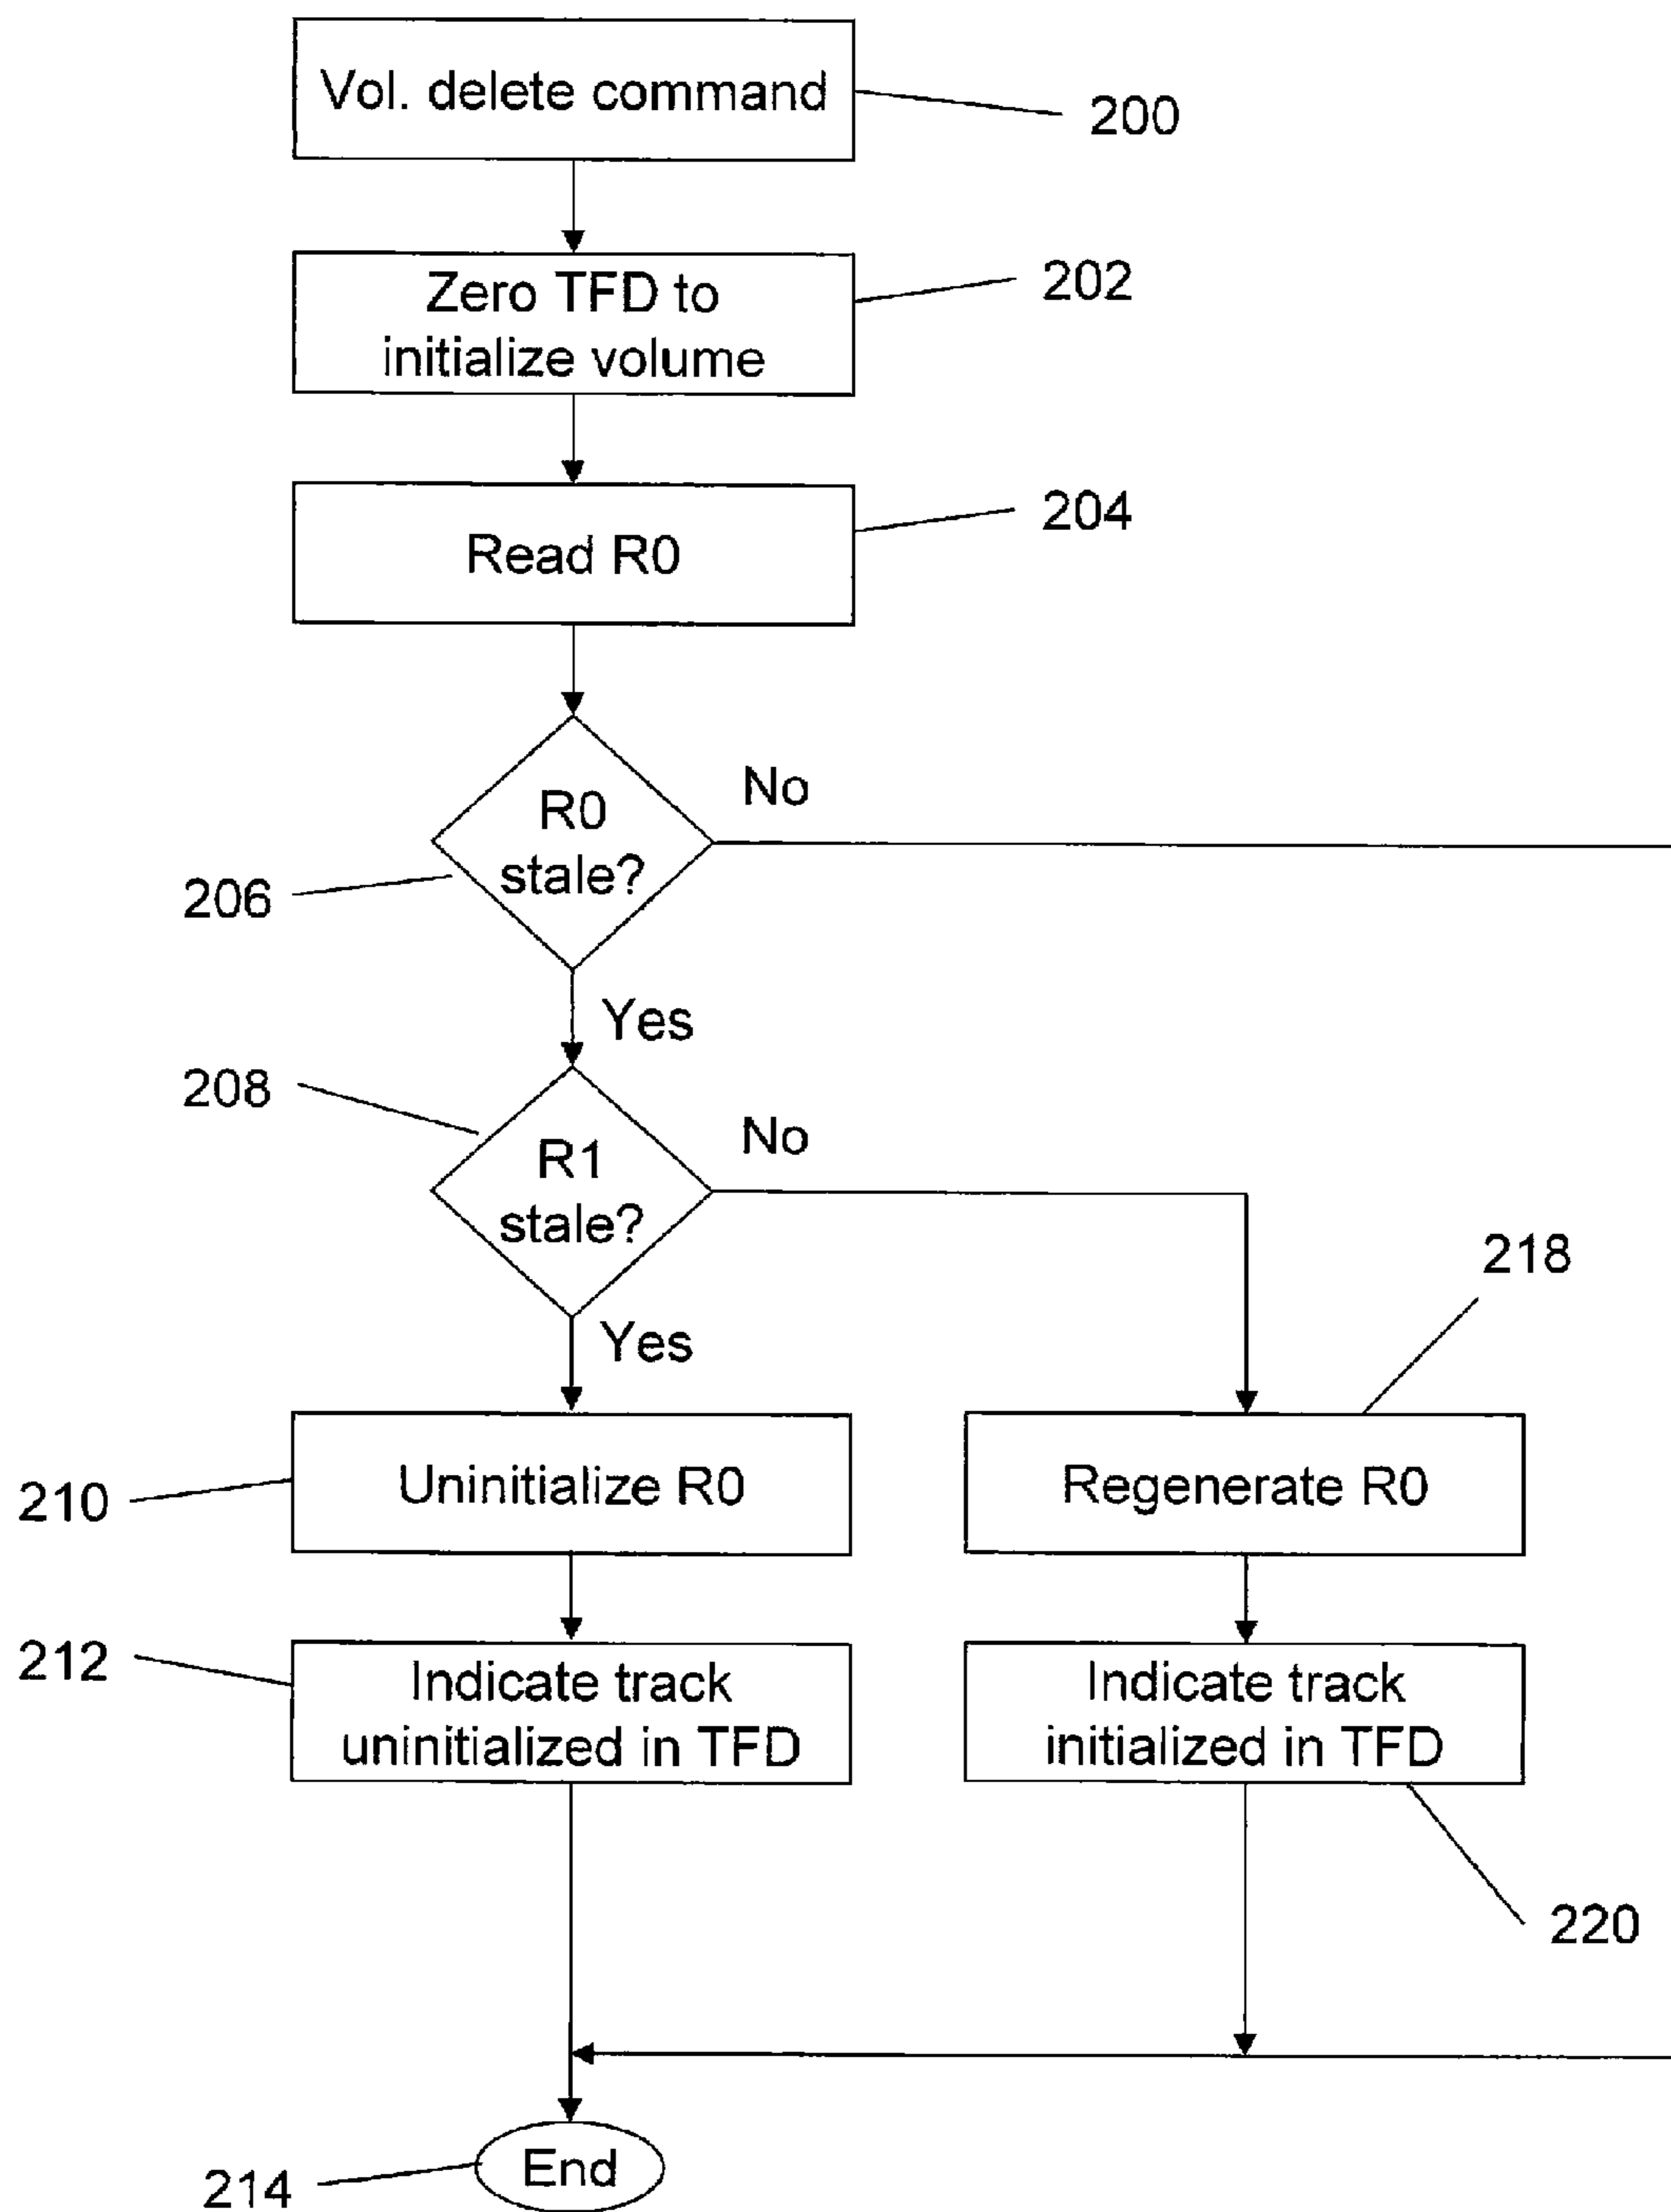 Vol. delete command
200
Zero TFD to
initialize volume
202
Read R0
204
R0
stale?
No
206
Yes
208
R1
stale?
No
218
Yes
Uninitialize R0
Regenerate R0
210
212
Indicate track
uninitialized in TFD
Indicate track
initialized in TFD
220
End
214